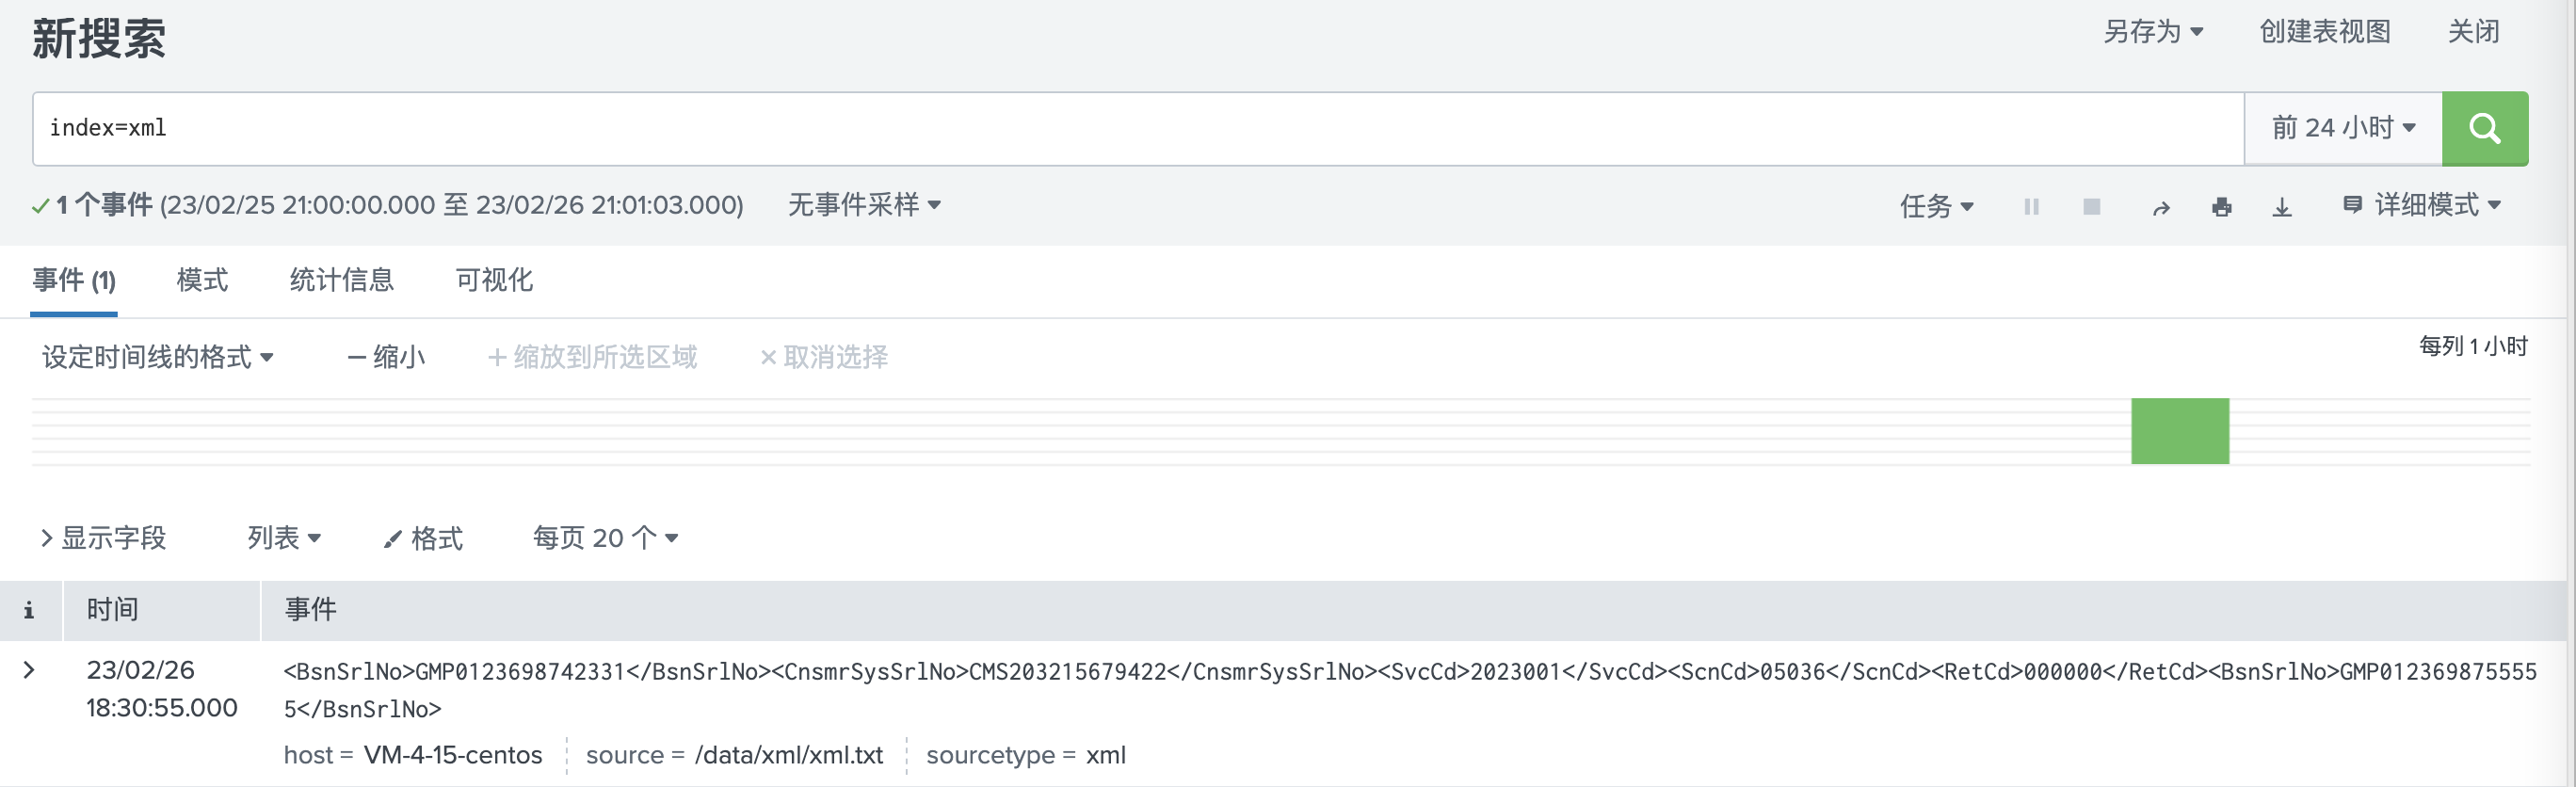 新搜索
另存为 创建表视图 关闭
index=xml
前 24 小时
1 个事件 (23/02/25 21:00:00.000 至 23/02/26 21:01:03.000) 无事件采样
任务 详细模式
事件 (1) 模式 统计信息 可视化
设定时间线的格式 — 缩小 + 缩放到所选区域 × 取消选择
每列 1 小时
> 显示字段 列表 格式 每页 20 个
i 时间 事件
23/02/26
18:30:55.000
<BsnSrlNo>GMP0123698742331</BsnSrlNo><CnsmrSysSrlNo>CMS203215679422</CnsmrSysSrlNo><SvcCd>2023001</SvcCd><ScnCd>05036</ScnCd><RetCd>000000</RetCd><BsnSrlNo>GMP012369875555
5</BsnSrlNo>
host = VM-4-15-centos source = /data/xml/xml.txt sourcetype = xml